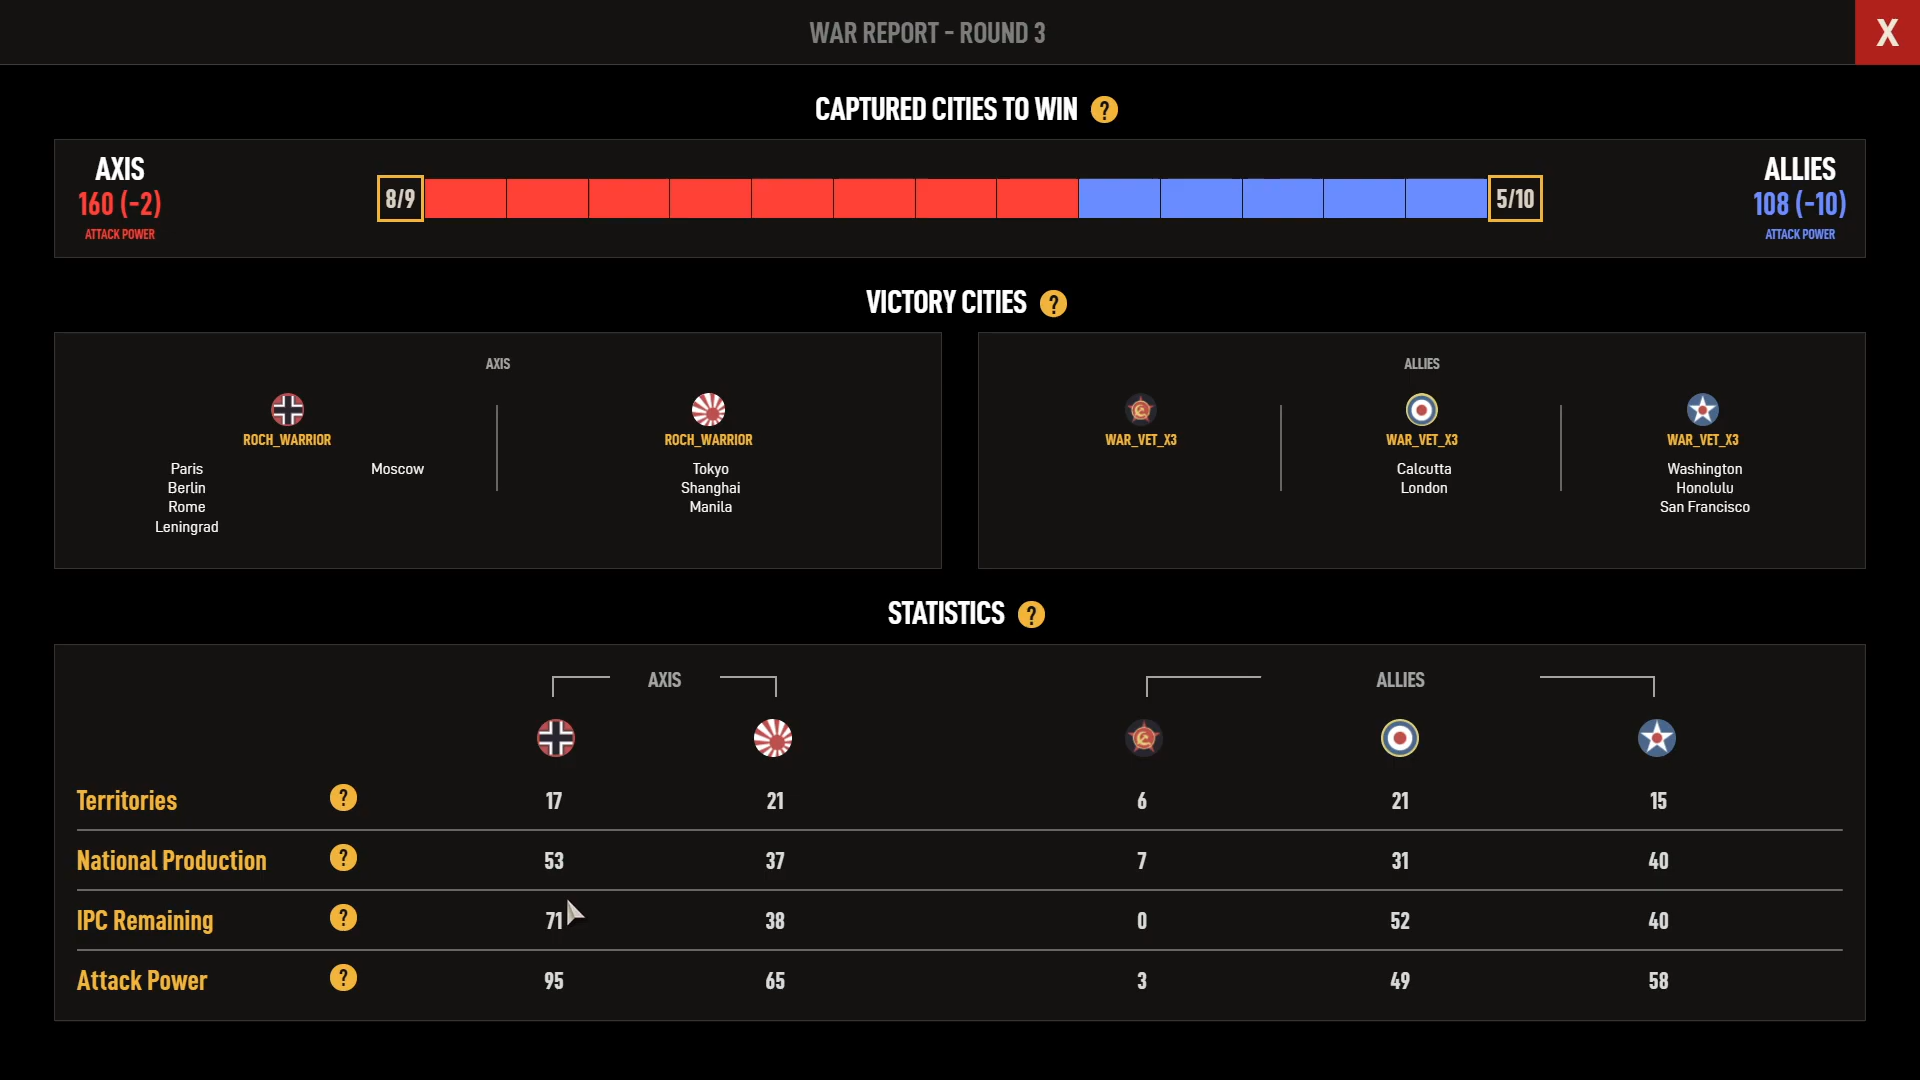 WAR REPORT - ROUND 3
X
CAPTURED CITIES TO WIN ?
AXIS
160 (-2)
ATTACK POWER
8/9
5/10
ALLIES
108 (-10)
ATTACK POWER
VICTORY CITIES ?
AXIS
ROCH_WARRIOR
Paris
Berlin
Rome
Leningrad
Moscow
ROCH_WARRIOR
Tokyo
Shanghai
Manila
ALLIES
WAR_VET_X3
WAR_VET_X3
Calcutta
London
WAR_VET_X3
Washington
Honolulu
San Francisco
STATISTICS ?
AXIS ALLIES
Territories ? 17 21 6 21 15
National Production ? 53 37 7 31 40
IPC Remaining ? 71 38 0 52 40
Attack Power ? 95 65 3 49 58